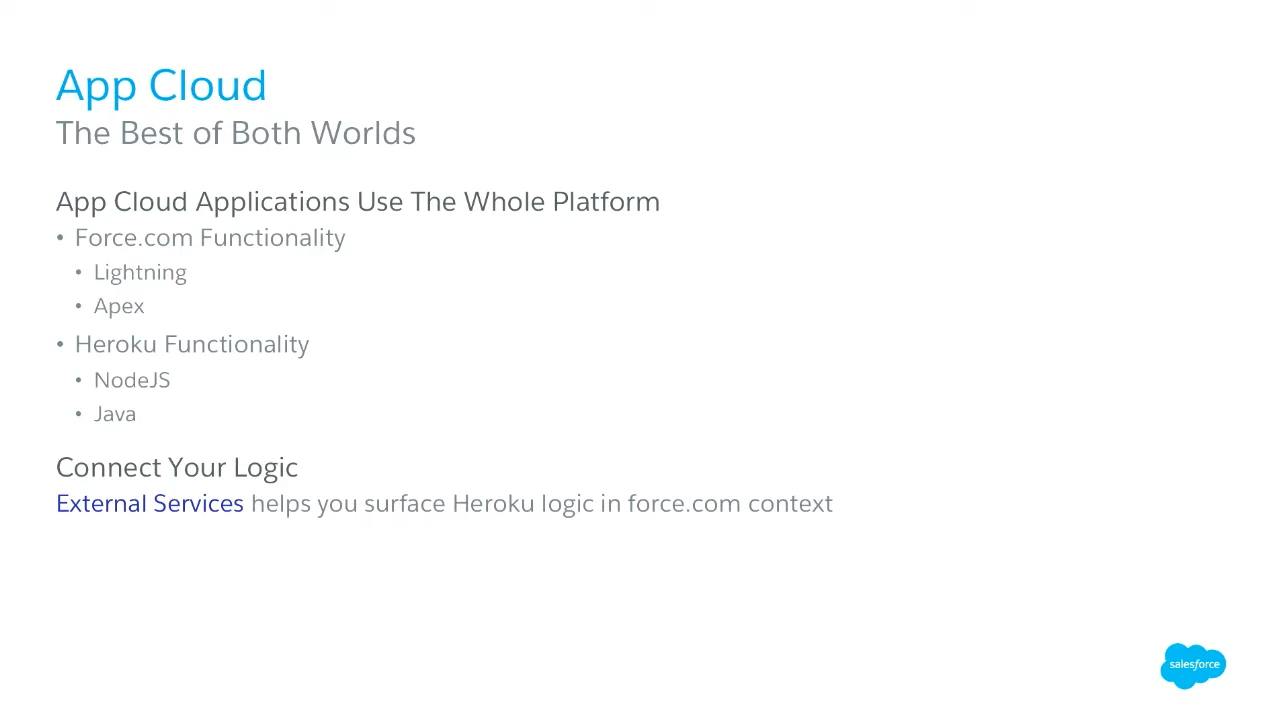 App Cloud
The Best of Both Worlds
App Cloud Applications Use The Whole Platform
• Force.com Functionality
• Lightning
• Apex
• Heroku Functionality
• NodeJS
• Java
Connect Your Logic
External Services helps you surface Heroku logic in force.com context
salesforce